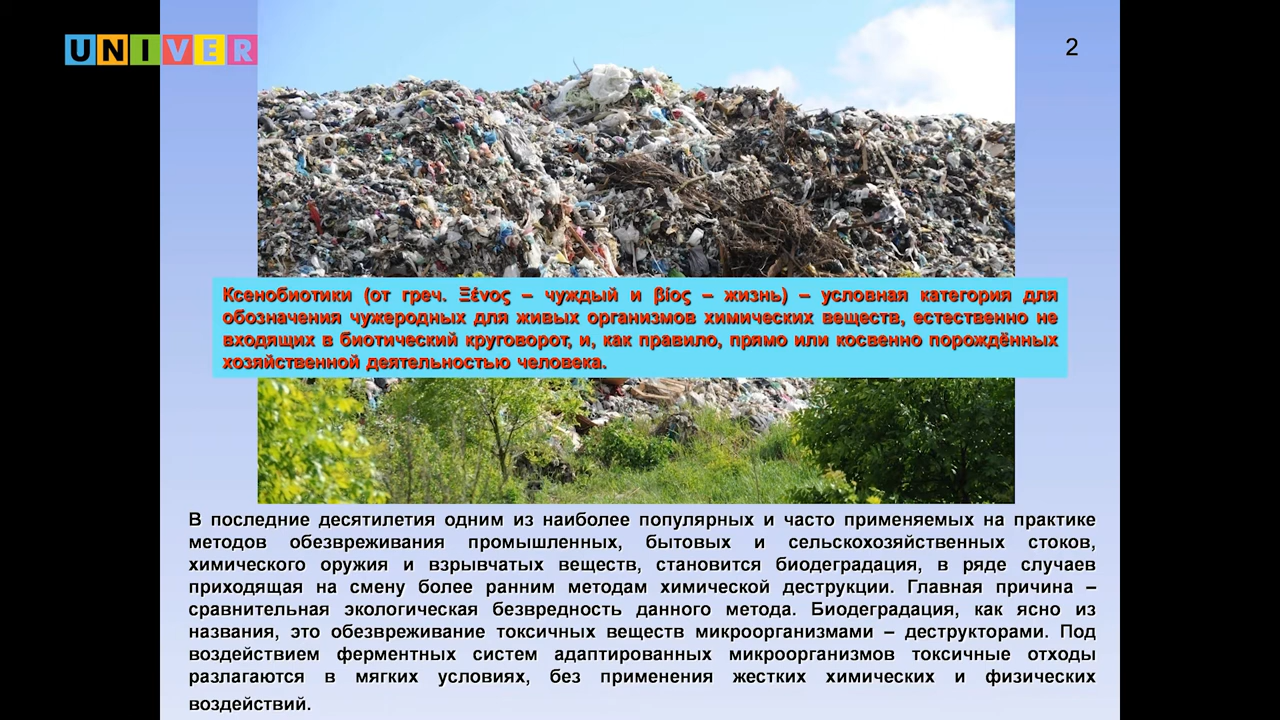 UNIVER
2
Ксенобиотики (от греч. Ξένος – чуждый и βίος – жизнь) – условная категория для
обозначения чужеродных для живых организмов химических веществ, естественно не
входящих в биотический круговорот, и, как правило, прямо или косвенно порождённых
хозяйственной деятельностью человека.
В последние десятилетия одним из наиболее популярных и часто применяемых на практике
методов обезвреживания промышленных, бытовых и сельскохозяйственных стоков,
химического оружия и взрывчатых веществ, становится биодеградация, в ряде случаев
приходящая на смену более ранним методам химической деструкции. Главная причина –
сравнительная экологическая безвредность данного метода. Биодеградация, как ясно из
названия, это обезвреживание токсичных веществ микроорганизмами – деструкторами. Под
воздействием ферментных систем адаптированных микроорганизмов токсичные отходы
разлагаются в мягких условиях, без применения жестких химических и физических
воздействий.